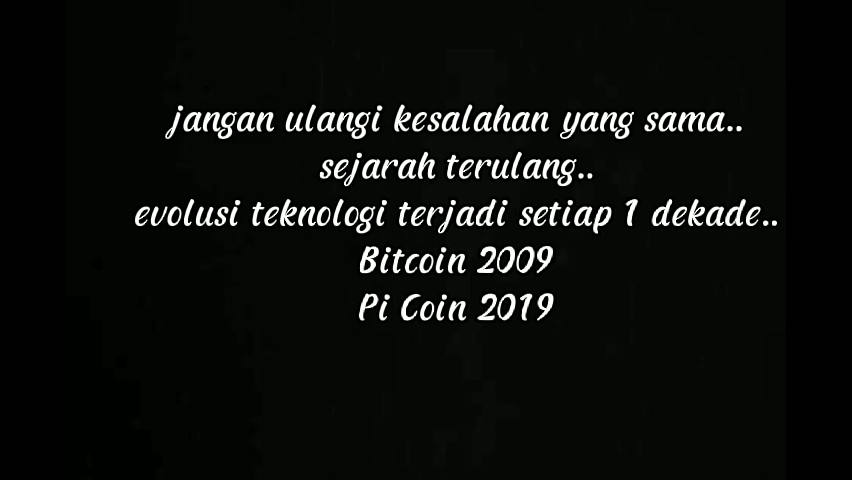 jangan ulangi kesalahan yang sama..
sejarah terulang..
evolusi teknologi terjadi setiap 1 dekade..
Bitcoin 2009
Pi Coin 2019